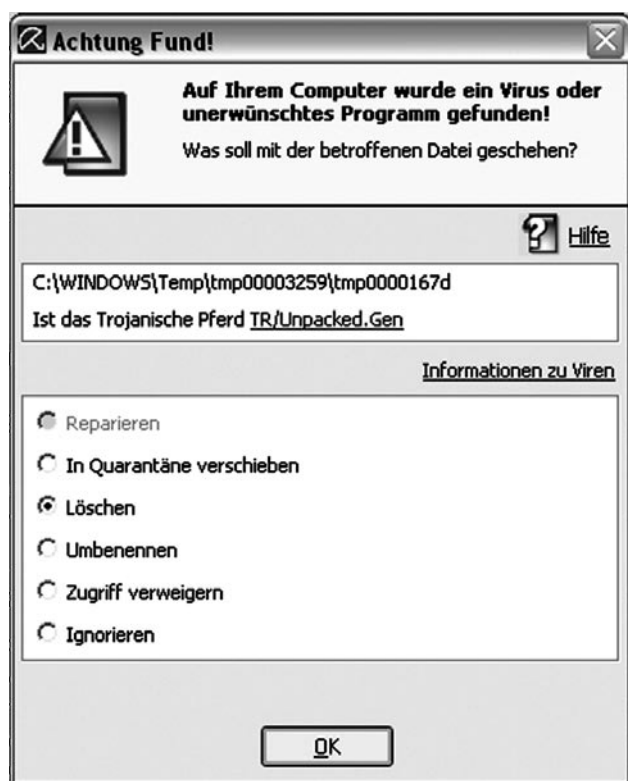 Achtung Fund!
Auf Ihrem Computer wurde ein Virus oder
unerwünschtes Programm gefunden!
Was soll mit der betroffenen Datei geschehen?
Hilfe
C:\WINDOWS\Temp\tmp00003259\tmp0000167d
Ist das Trojanische Pferd TR/Unpacked.Gen
Informationen zu Viren
Reparieren
In Quarantäne verschieben
Löschen
Umbenennen
Zugriff verweigern
Ignorieren
OK